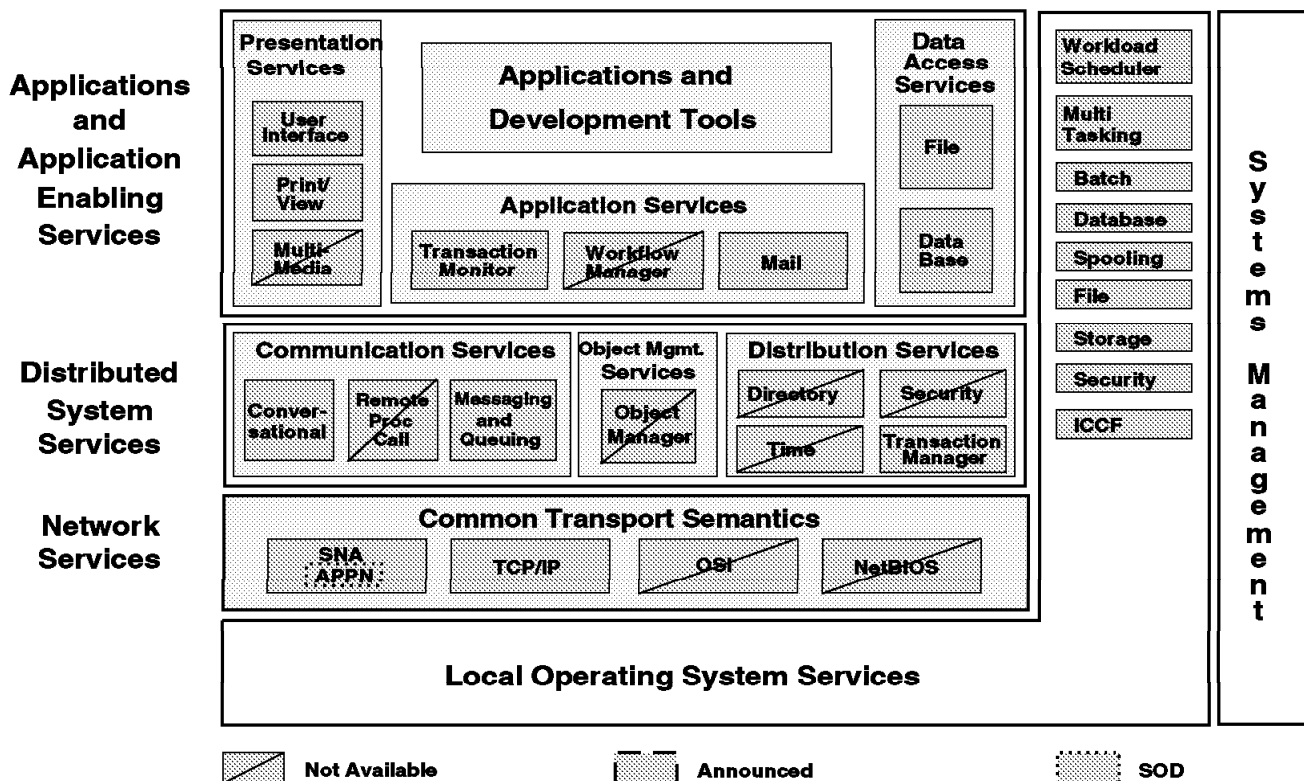 Applications
and
Application
Enabling
Services
Presentation
Services
User
Interface
Print/
View
Multi-
Media
Applications and
Development Tools
Application Services
Transaction
Monitor
Workflow
Manager
Mail
Data
Access
Services
File
Data
Base
Distributed
System
Services
Communication Services
Conver-
sational
Remote
Proc
Call
Messaging
and
Queuing
Object Mgmt.
Services
Object
Manager
Distribution Services
Directory
Security
Time
Transaction
Manager
Network
Services
Common Transport Semantics
SNA
APPN
TCP/IP
OSI
NetBIOS
Local Operating System Services
Workload
Scheduler
Multi
Tasking
Batch
Database
Spooling
File
Storage
Security
ICCF
Systems Management
Not Available
Announced
SOD